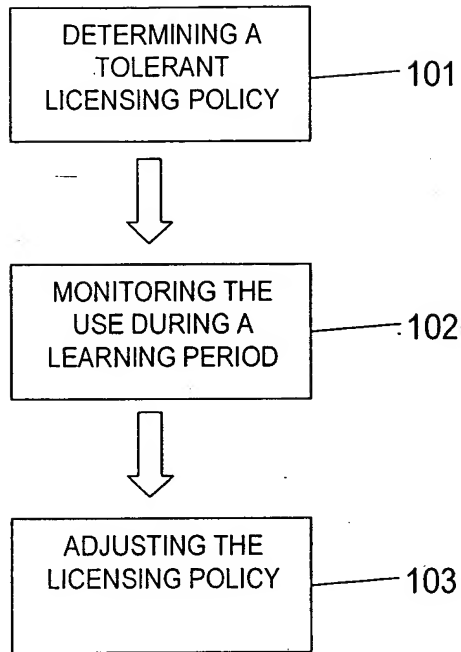 DETERMINING A
TOLERANT
LICENSING POLICY
101
MONITORING THE
USE DURING A
LEARNING PERIOD
102
ADJUSTING THE
LICENSING POLICY
103